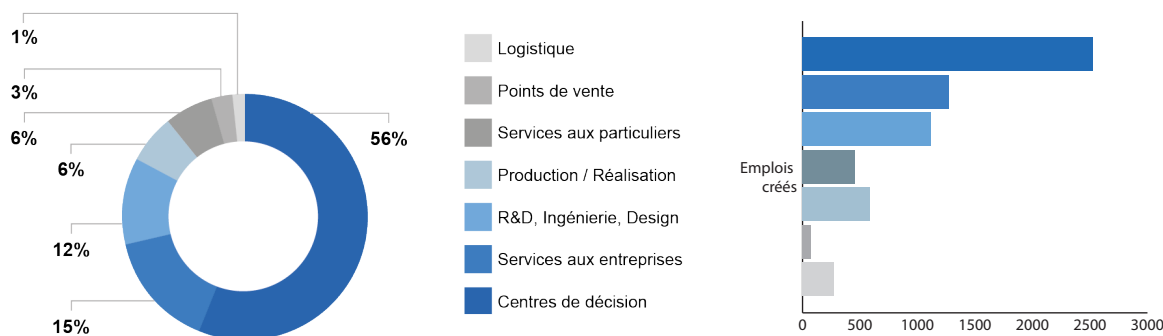 1%
3%
6%
6%
12%
15%
56%
Logistique
Points de vente
Services aux particuliers
Production / Réalisation
R&D, Ingénierie, Design
Services aux entreprises
Centres de décision
Emplois
créés
0 500 1000 1500 2000 2500 3000